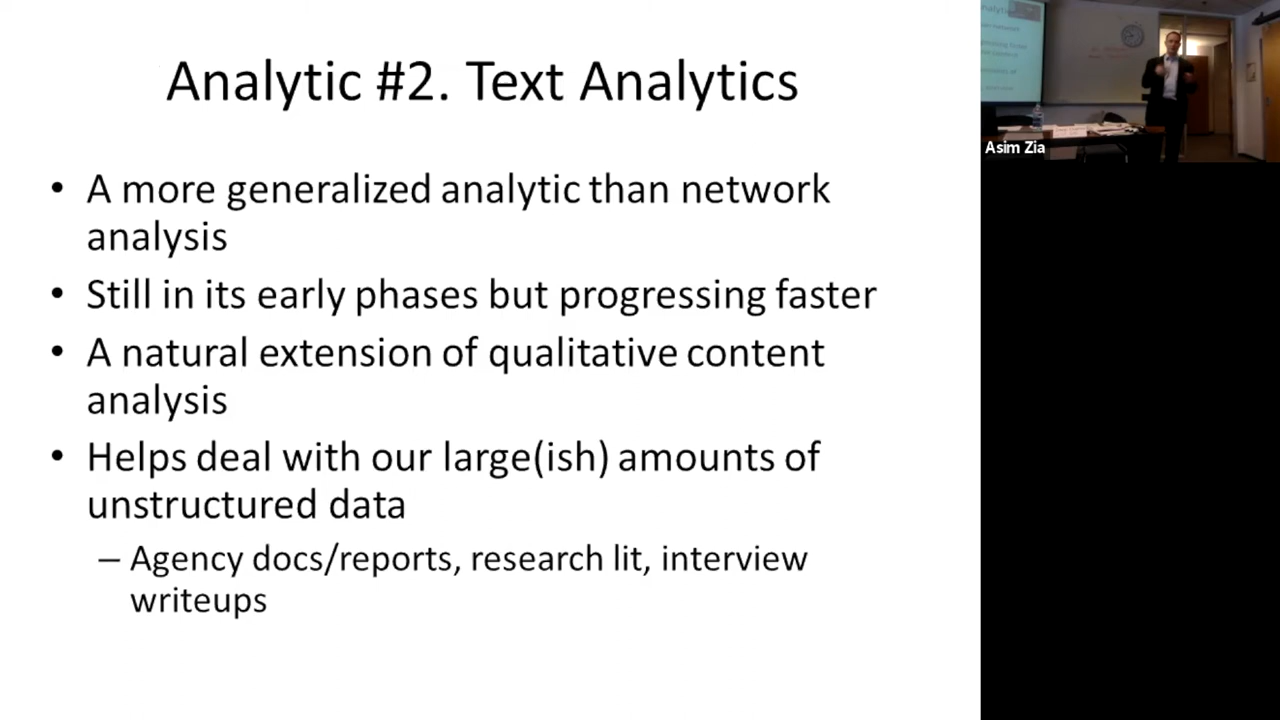 Analytic #2. Text Analytics
• A more generalized analytic than network
analysis
• Still in its early phases but progressing faster
• A natural extension of qualitative content
analysis
• Helps deal with our large(ish) amounts of
unstructured data
– Agency docs/reports, research lit, interview
writeups
Asim Zia